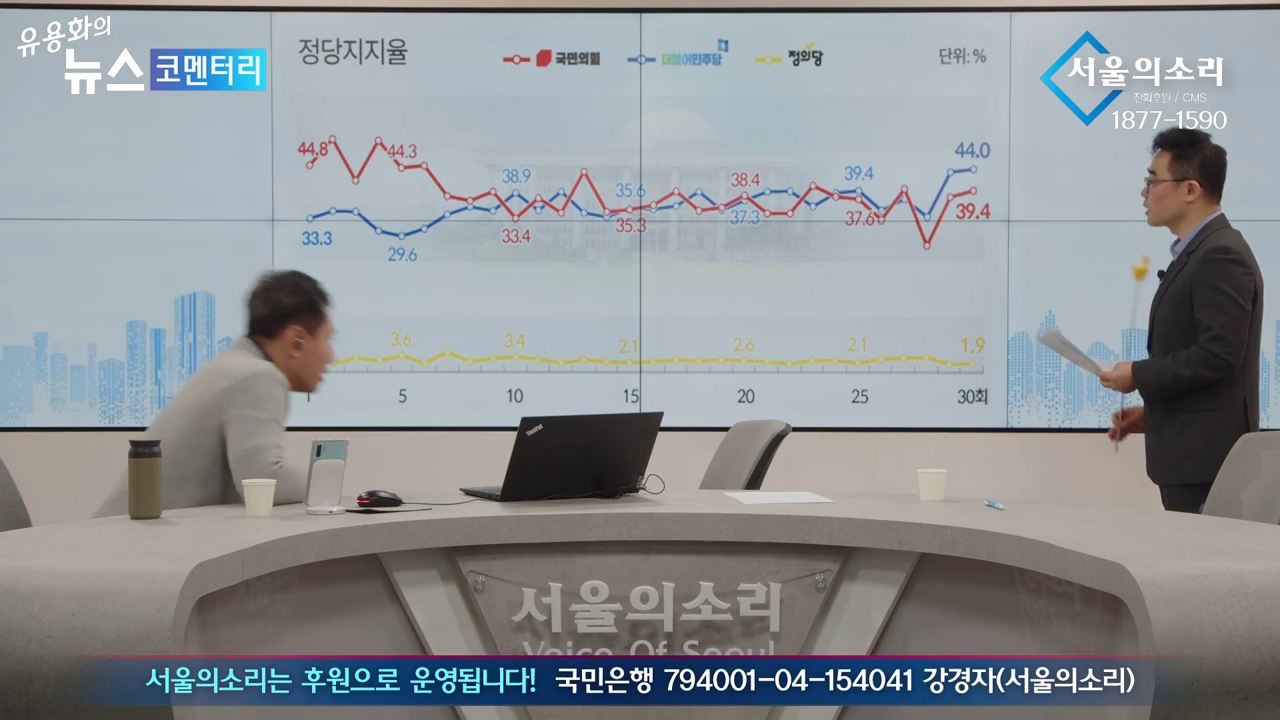 유용화의
뉴스 코멘터리
정당지지율
국민의힘
더불어민주당
정의당
단위: %
서울의소리
전화후원 / CMS
1877-1590
44.8
44.3
38.9
35.6
38.4
39.4
44.0
33.3
29.6
33.4
35.3
37.3
37.6
39.4
3.6
3.4
2.1
2.6
2.1
1.9
1
5
10
15
20
25
30회
ThinkPad
서울의소리
Voice Of Seoul
서울의소리는 후원으로 운영됩니다! 국민은행 794001-04-154041 강경자(서울의소리)